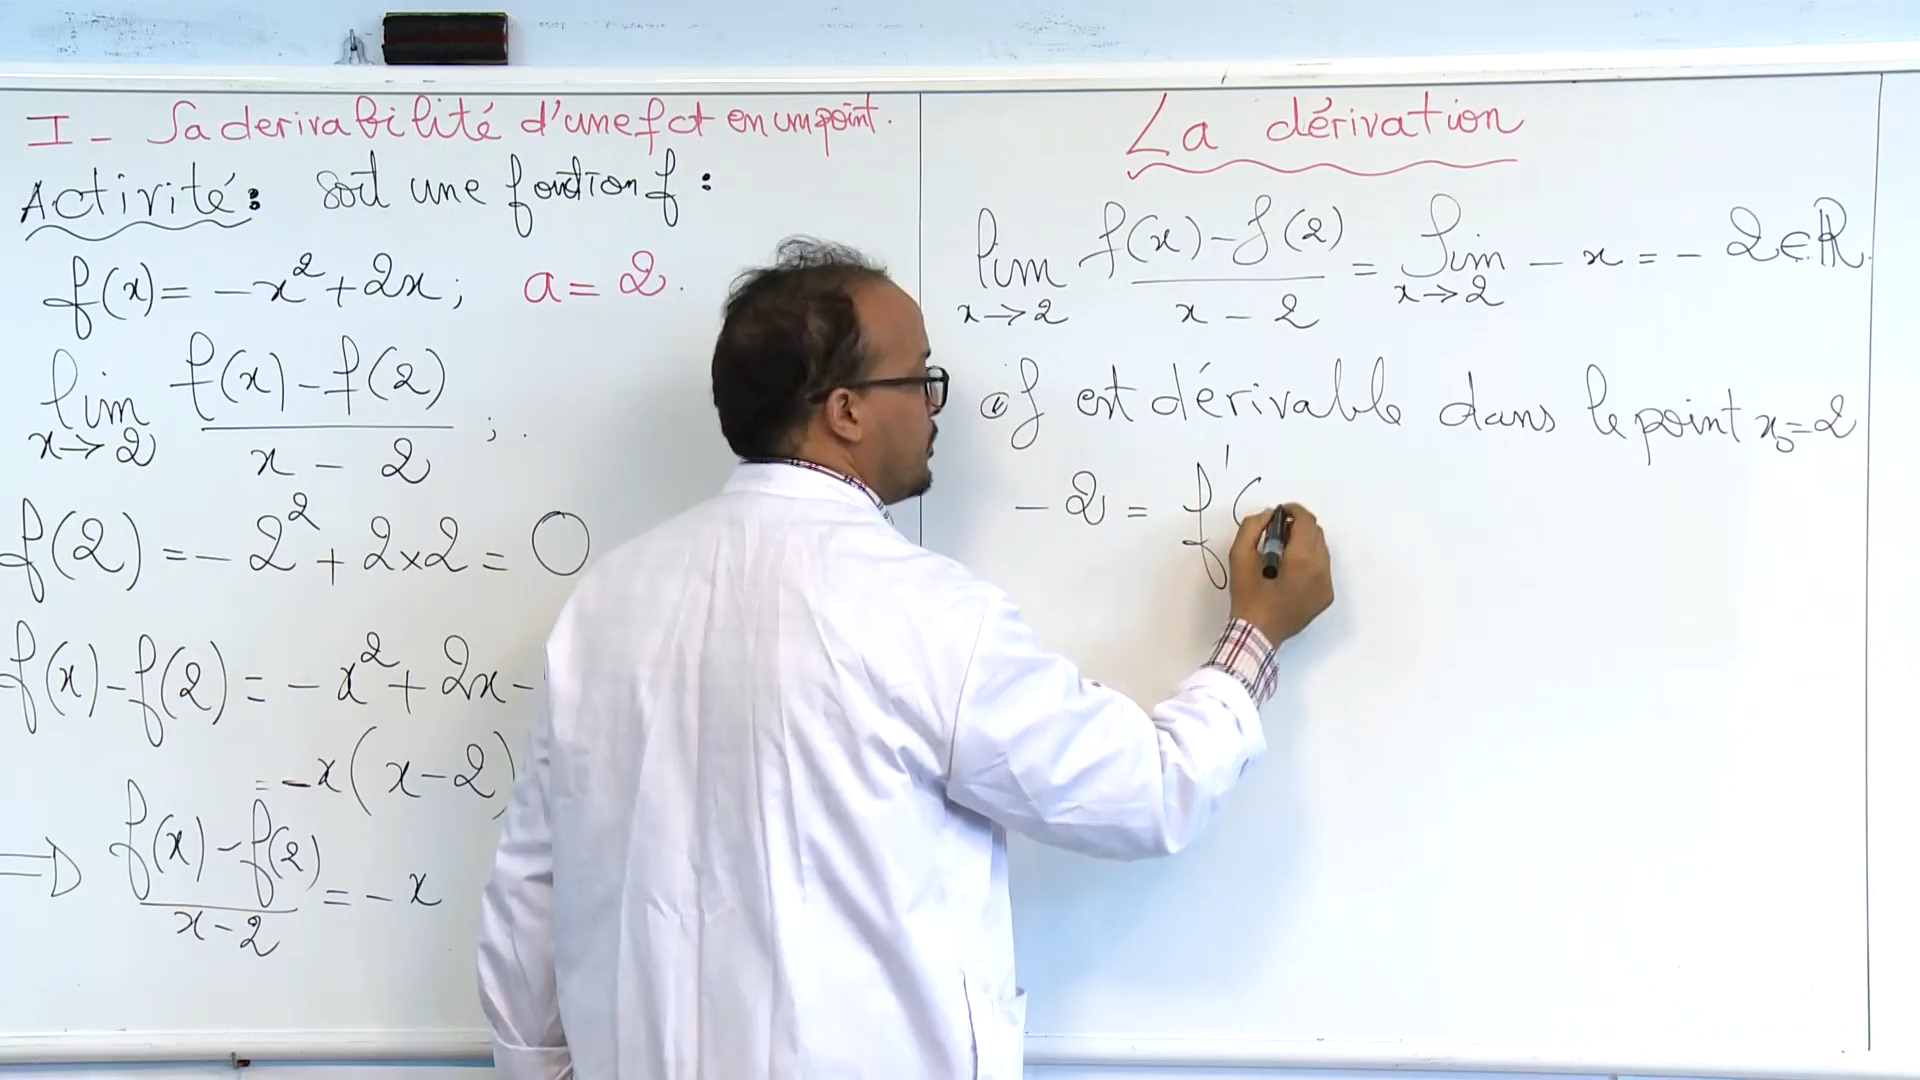 I - La derivabilité d'une fct en un point.
Activité: soit une fonction f:
f(x) = -x² + 2x; a = 2.
lim x→2 (f(x) - f(2))/(x - 2) ;.
f(2) = -2² + 2×2 = 0
f(x) - f(2) = -x² + 2x -
= -x(x - 2)
⟹ (f(x) - f(2))/(x - 2) = -x
La dérivation
lim x→2 (f(x) - f(2))/(x - 2) = lim x→2 - x = - 2 ∈ ℝ.
f est dérivable dans le point x₀ = 2
- 2 = f'(